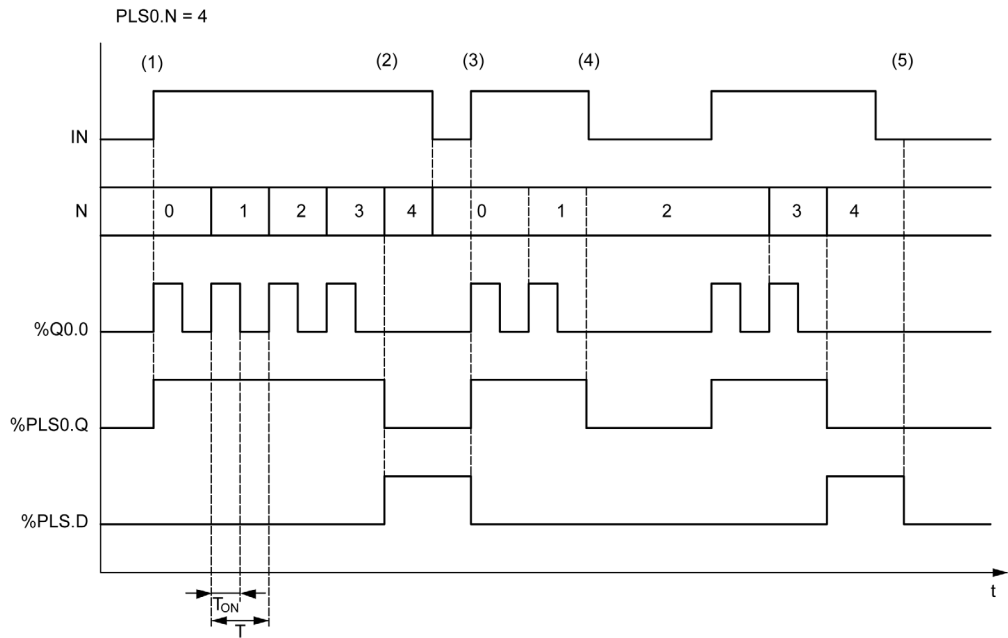 PLS0.N = 4
(1) (2) (3) (4) (5)
IN
N 0 1 2 3 4 0 1 2 3 4
%Q0.0
%PLS0.Q
%PLS.D
t
TON
T